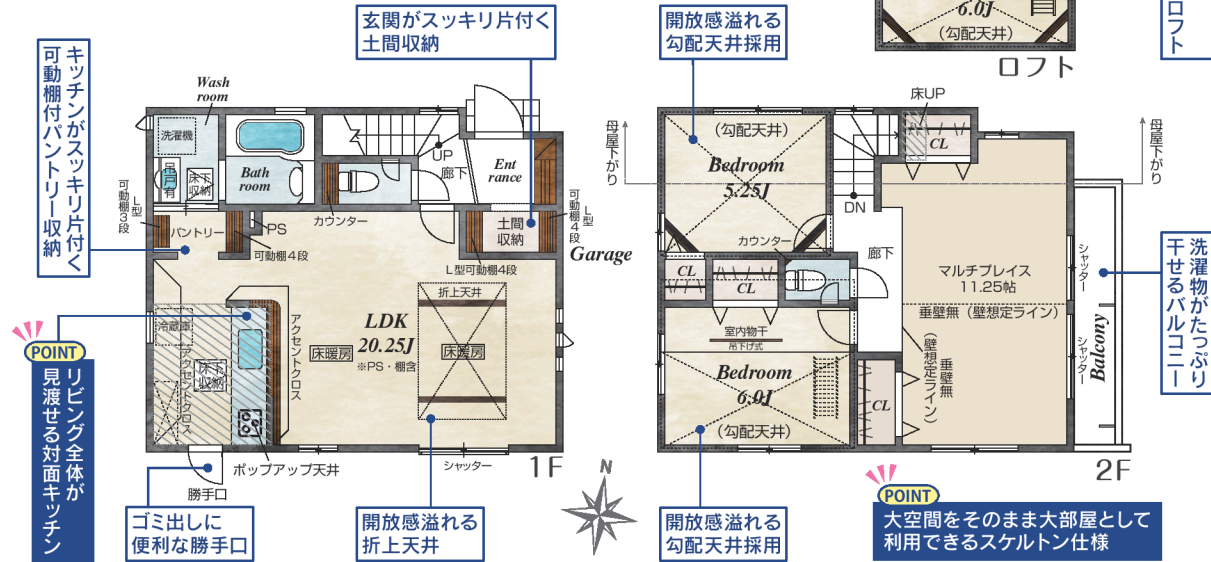 玄関がスッキリ片付く
土間収納
開放感溢れる
勾配天井採用
6.0J
(勾配天井)
ロフト
ロフト
キッチンがスッキリ片付く
可動棚付パントリー収納
Wash
room
洗濯機
吊戸有
床下
収納
Bath
room
UP
廊下
Ent
rance
カウンター
L型
可動棚3段
パントリー
PS
可動棚4段
土間
収納
L型
可動棚4段
Garage
L型可動棚4段
折上天井
LDK
20.25J
※PS・棚含
床暖房
床暖房
冷蔵庫
アクセントクロス
床下
収納
アクセントクロス
ポップアップ天井
シャッター
勝手口
1F
POINT
リビング全体が
見渡せる対面キッチン
ゴミ出しに
便利な勝手口
開放感溢れる
折上天井
N
母屋下がり
(勾配天井)
Bedroom
5.25J
床UP
CL
母屋下がり
DN
カウンター
廊下
CL
CL
マルチプレイス
11.25帖
垂壁無(壁想定ライン)
垂壁無
(壁想定ライン)
室内物干
吊下げ式
Bedroom
6.0J
(勾配天井)
CL
シャッター
シャッター
Balcony
洗濯物がたっぷり
干せるバルコニー
2F
開放感溢れる
勾配天井採用
POINT
大空間をそのまま大部屋として
利用できるスケルトン仕様